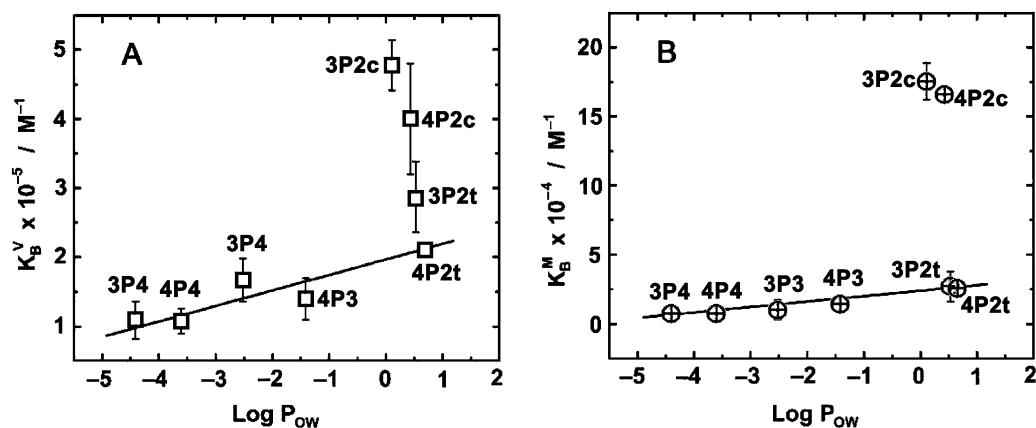 A
5
4
3
2
1
K_B^V x 10^–5 / M^–1
3P2c
4P2c
3P2t
4P2t
3P4
4P4
3P4
4P3
–5 –4 –3 –2 –1 0 1 2
Log P_OW
B
20
15
10
5
0
K_B^M x 10^–4 / M^–1
3P2c
4P2c
3P4 4P4 3P3 4P3 3P2t
4P2t
–5 –4 –3 –2 –1 0 1 2
Log P_OW